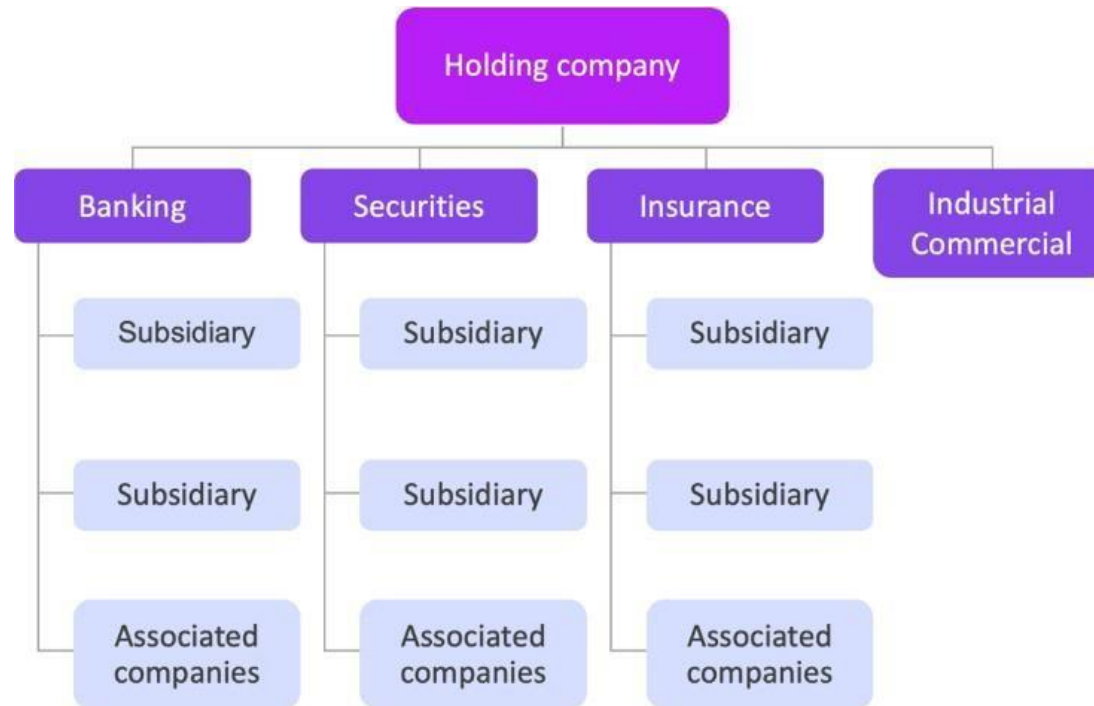 Holding company
Banking
Securities
Insurance
Industrial
Commercial
Subsidiary
Subsidiary
Subsidiary
Subsidiary
Subsidiary
Subsidiary
Associated
companies
Associated
companies
Associated
companies